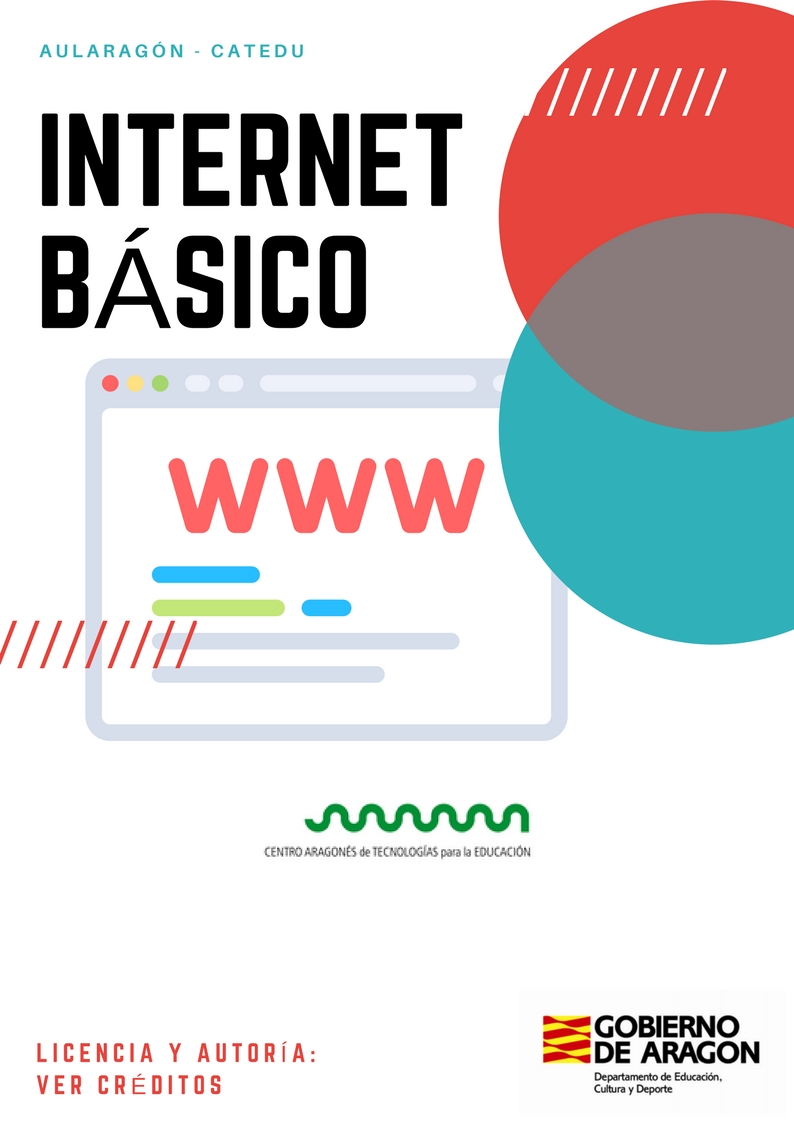 AULARAGÓN - CATEDU
INTERNET
BÁSICO
WWW
CENTRO ARAGONÉS de TECNOLOGÍAS para la EDUCACIÓN
LICENCIA Y AUTORÍA:
VER CRÉDITOS
GOBIERNO
DE ARAGON
Departamento de Educación,
Cultura y Deporte